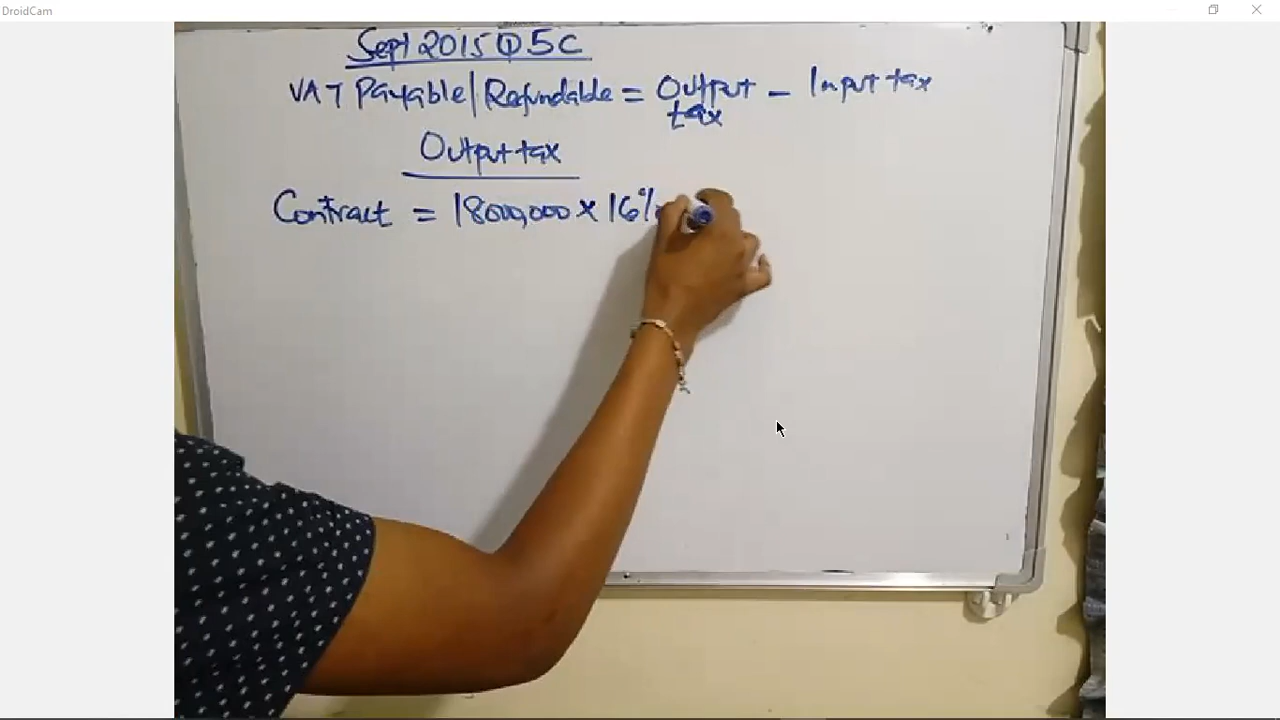 DroidCam
Sept 2015 Q5C
VAT Payable/Refundable = Output tax - Input tax
Output tax
Contract = 1800,000 x 16%